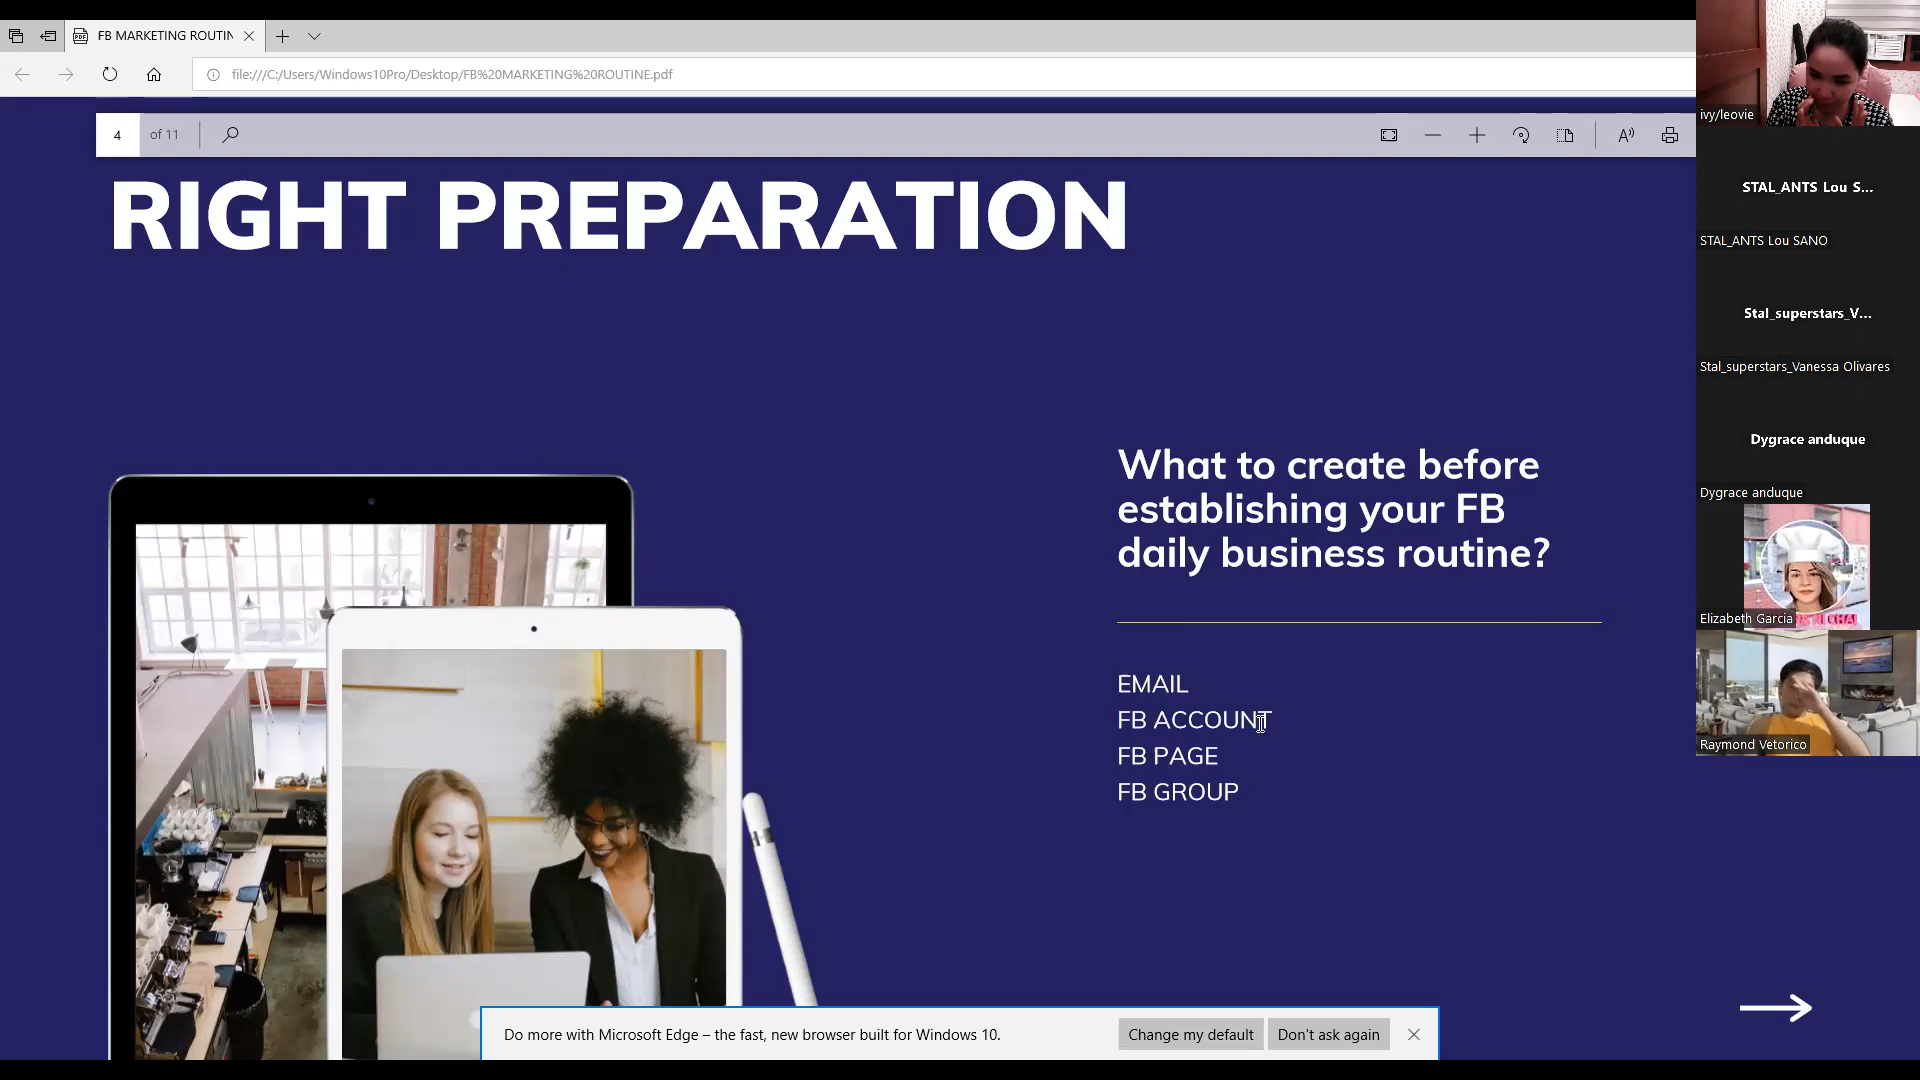 FB MARKETING ROUTIN
file:///C:/Users/Windows10Pro/Desktop/FB%20MARKETING%20ROUTINE.pdf
4 of 11
RIGHT PREPARATION
What to create before
establishing your FB
daily business routine?
EMAIL
FB ACCOUNT
FB PAGE
FB GROUP
Do more with Microsoft Edge – the fast, new browser built for Windows 10.
Change my default
Don't ask again
ivy/leovie
STAL_ANTS Lou S...
STAL_ANTS Lou SANO
Stal_superstars_V...
Stal_superstars_Vanessa Olivares
Dygrace anduque
Dygrace anduque
Elizabeth Garcia
Raymond Vetorico